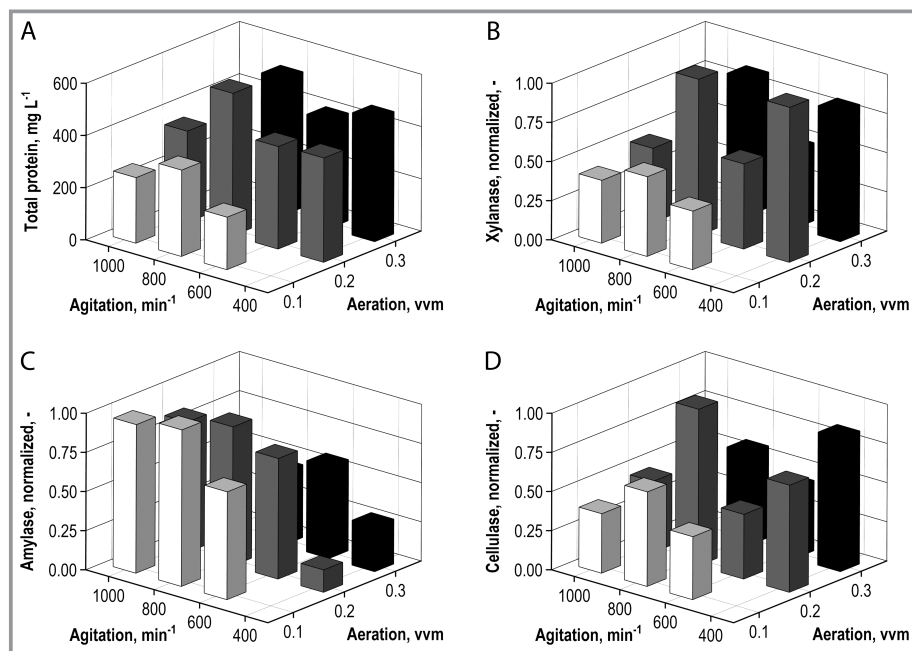 A
Total protein, mg L-1
600
400
200
0
1000
800
600
400
Agitation, min-1
0.1
0.2
0.3
Aeration, vvm
B
Xylanase, normalized, -
1.00
0.75
0.50
0.25
0.00
1000
800
600
400
Agitation, min-1
0.1
0.2
0.3
Aeration, vvm
C
Amylase, normalized, -
1.00
0.75
0.50
0.25
0.00
1000
800
600
400
Agitation, min-1
0.1
0.2
0.3
Aeration, vvm
D
Cellulase, normalized, -
1.00
0.75
0.50
0.25
0.00
1000
800
600
400
Agitation, min-1
0.1
0.2
0.3
Aeration, vvm